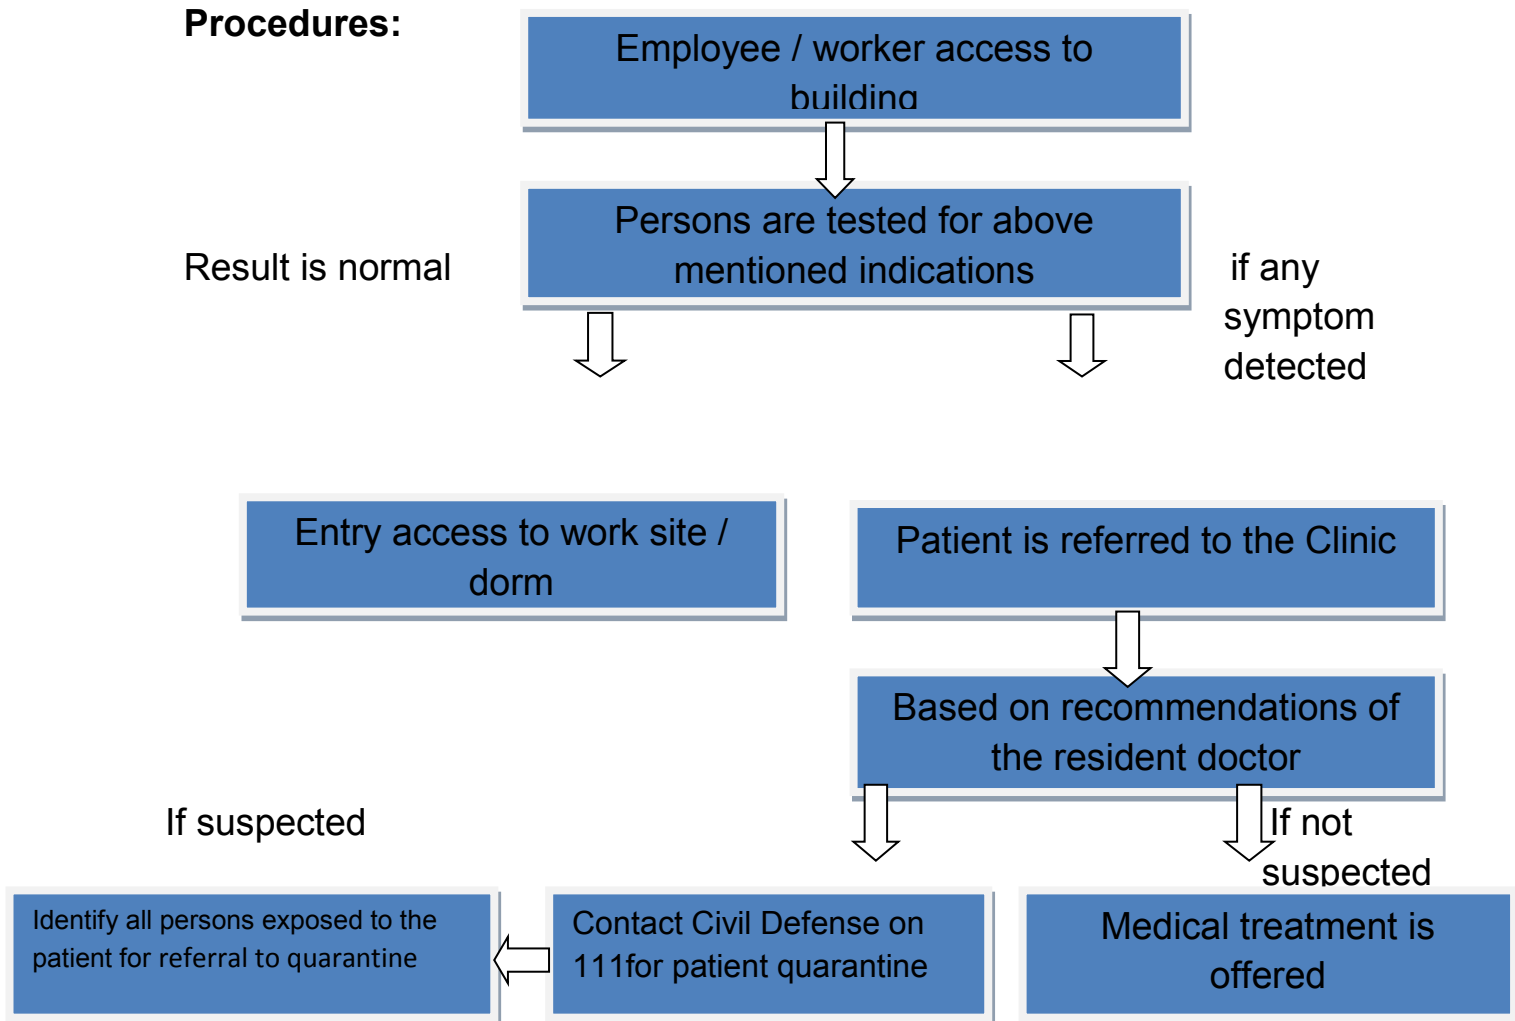 Procedures:
Employee / worker access to
building
Persons are tested for above
mentioned indications
Result is normal
if any
symptom
detected
Entry access to work site /
dorm
Patient is referred to the Clinic
Based on recommendations of
the resident doctor
If suspected
If not
suspected
Identify all persons exposed to the
patient for referral to quarantine
Contact Civil Defense on
111for patient quarantine
Medical treatment is
offered